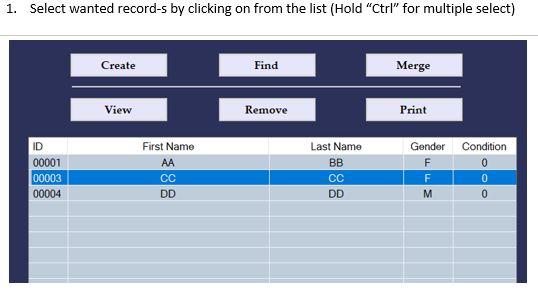 1. Select wanted record-s by clicking on from the list (Hold “Ctrl” for multiple select)
Create Find Merge
View Remove Print
ID First Name Last Name Gender Condition
00001 AA BB F 0
00003 CC CC F 0
00004 DD DD M 0